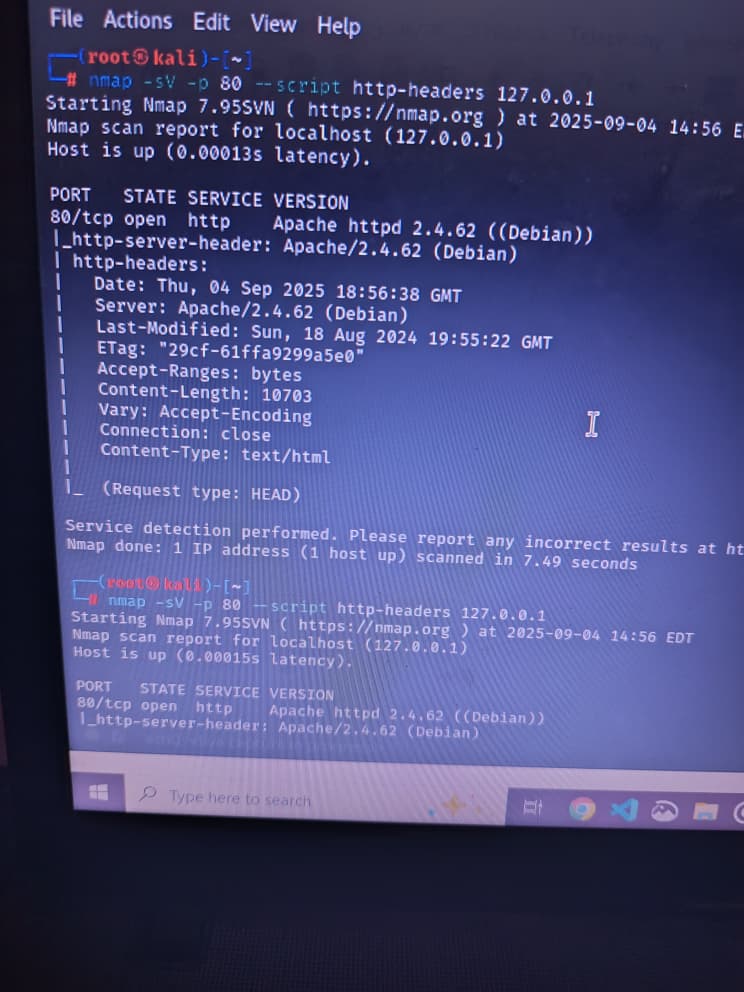 File Actions Edit View Help
┌──(root㉿kali)-[~]
└─# nmap -sV -p 80 --script http-headers 127.0.0.1
Starting Nmap 7.95SVN ( https://nmap.org ) at 2025-09-04 14:56 E
Nmap scan report for localhost (127.0.0.1)
Host is up (0.00013s latency).
PORT   STATE SERVICE VERSION
80/tcp open  http    Apache httpd 2.4.62 ((Debian))
|_http-server-header: Apache/2.4.62 (Debian)
| http-headers:
|   Date: Thu, 04 Sep 2025 18:56:38 GMT
|   Server: Apache/2.4.62 (Debian)
|   Last-Modified: Sun, 18 Aug 2024 19:55:22 GMT
|   ETag: "29cf-61ffa9299a5e0"
|   Accept-Ranges: bytes
|   Content-Length: 10703
|   Vary: Accept-Encoding
|   Connection: close
|   Content-Type: text/html
|
|_  (Request type: HEAD)
Service detection performed. Please report any incorrect results at ht
Nmap done: 1 IP address (1 host up) scanned in 7.49 seconds
┌──(root㉿kali)-[~]
└─# nmap -sV -p 80 --script http-headers 127.0.0.1
Starting Nmap 7.95SVN ( https://nmap.org ) at 2025-09-04 14:56 EDT
Nmap scan report for localhost (127.0.0.1)
Host is up (0.00015s latency).
PORT   STATE SERVICE VERSION
80/tcp open  http    Apache httpd 2.4.62 ((Debian))
|_http-server-header: Apache/2.4.62 (Debian)
Type here to search